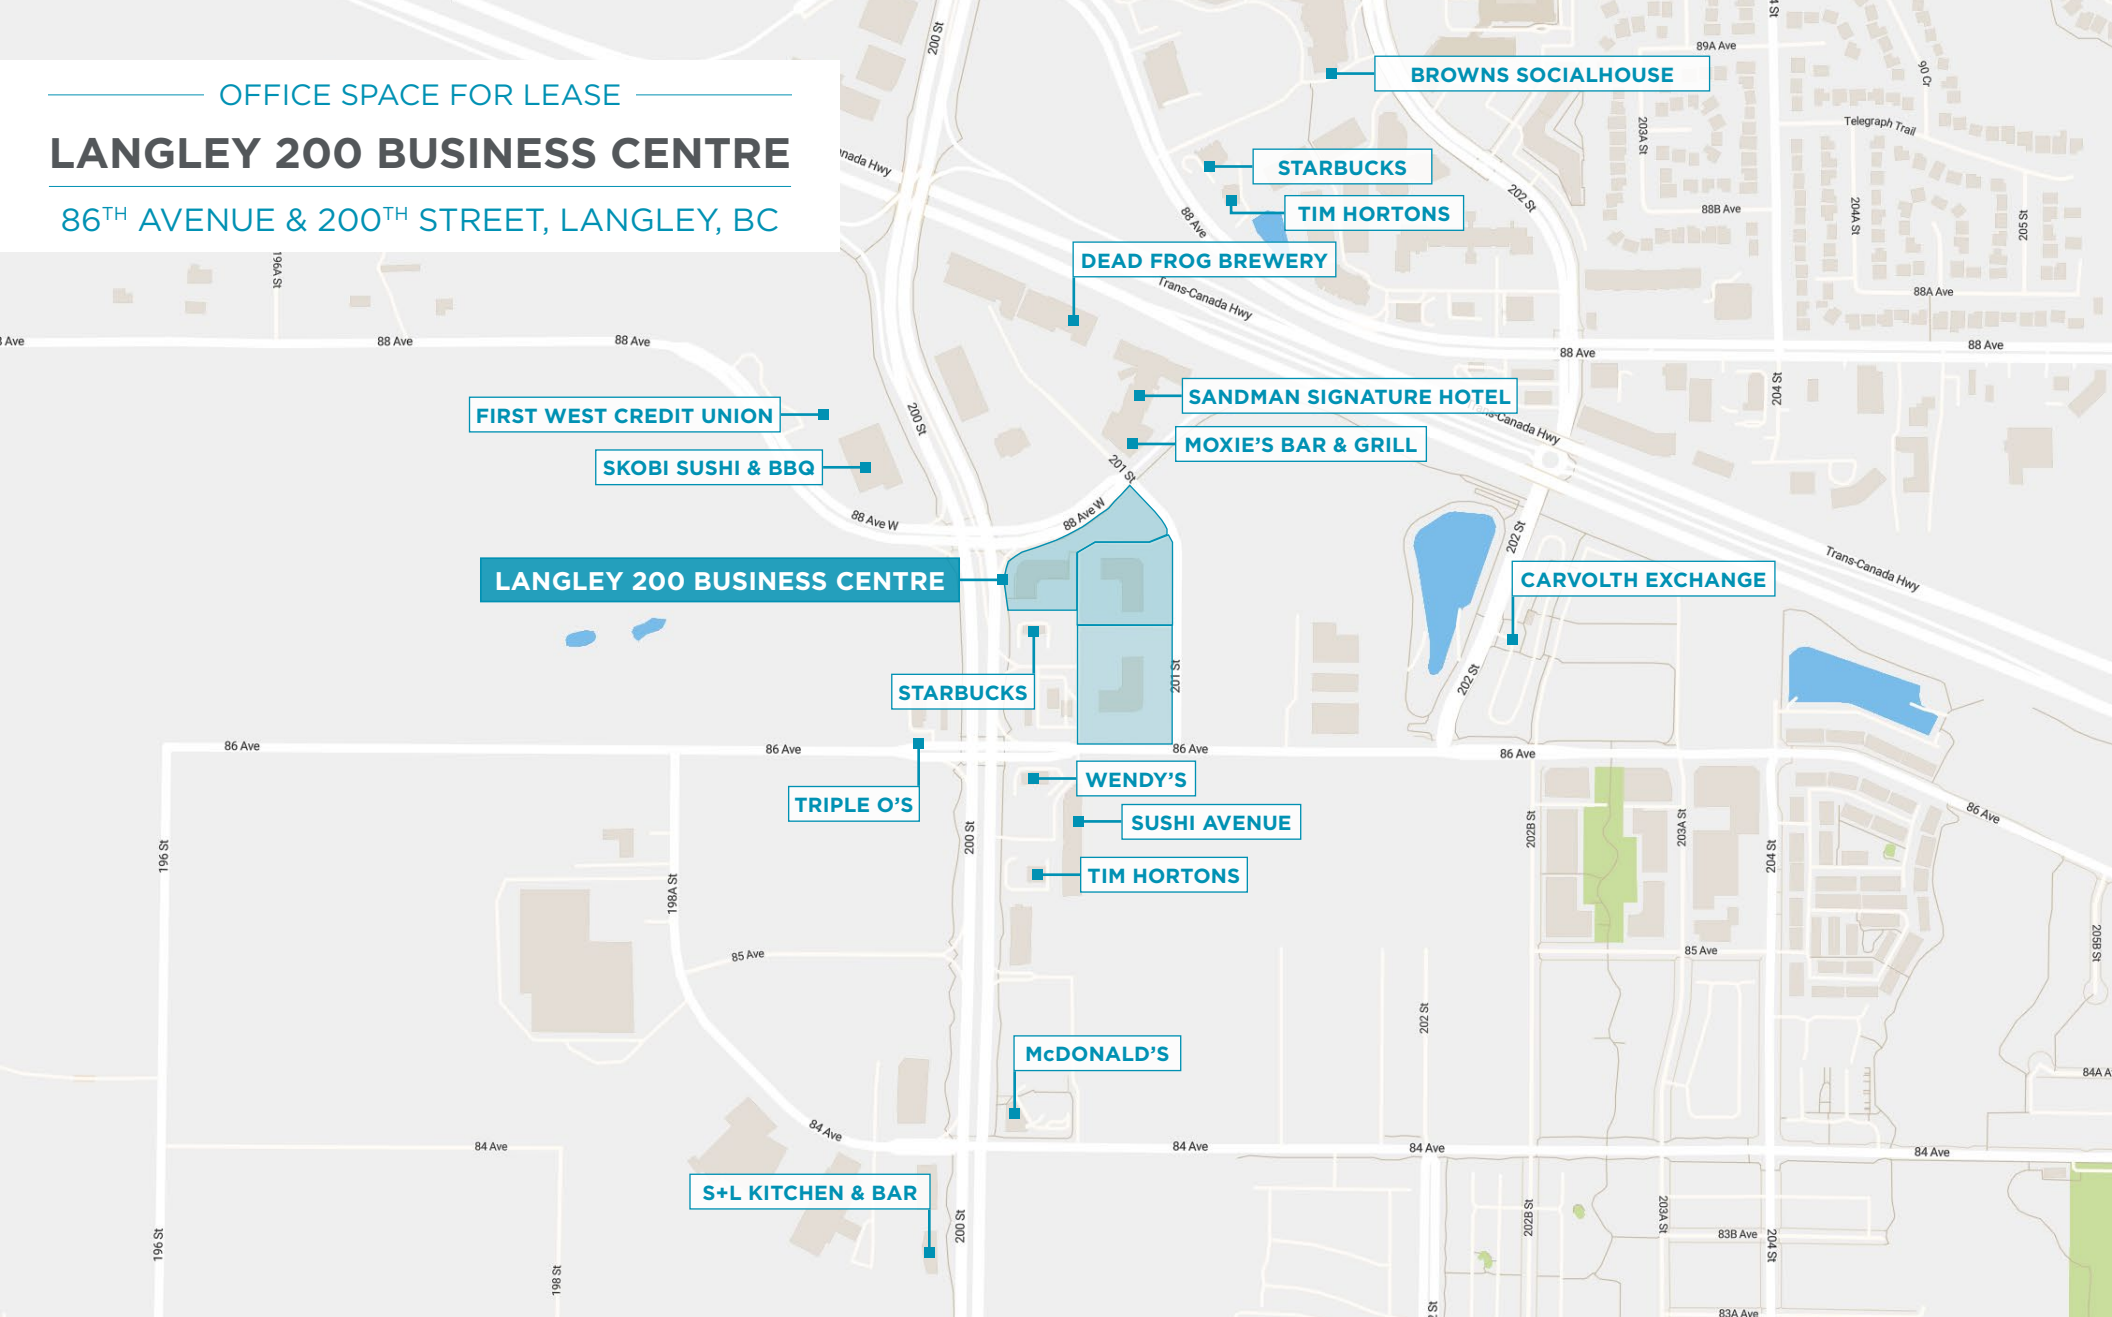 OFFICE SPACE FOR LEASE
LANGLEY 200 BUSINESS CENTRE
86TH AVENUE & 200TH STREET, LANGLEY, BC
200 St
BROWNS SOCIALHOUSE
89A Ave
90 Cr
Telegraph Trail
203A St
STARBUCKS
202 St
88B Ave
204A St
205 St
TIM HORTONS
88 Ave
DEAD FROG BREWERY
Trans-Canada Hwy
196A St
88A Ave
88 Ave
88 Ave
88 Ave
88 Ave
204 St
SANDMAN SIGNATURE HOTEL
FIRST WEST CREDIT UNION
200 St
MOXIE'S BAR & GRILL
SKOBI SUSHI & BBQ
201 St
88 Ave W
88 Ave W
202 St
Trans-Canada Hwy
LANGLEY 200 BUSINESS CENTRE
CARVOLTH EXCHANGE
STARBUCKS
201 St
202 St
86 Ave
86 Ave
86 Ave
86 Ave
WENDY'S
TRIPLE O'S
SUSHI AVENUE
86 Ave
196 St
200 St
202B St
203A St
204 St
TIM HORTONS
198A St
85 Ave
85 Ave
205B St
202 St
McDONALD'S
84A A
84 Ave
84 Ave
84 Ave
84 Ave
84 Ave
S+L KITCHEN & BAR
196 St
198 St
200 St
202B St
203A St
83B Ave
204 St
83A Ave